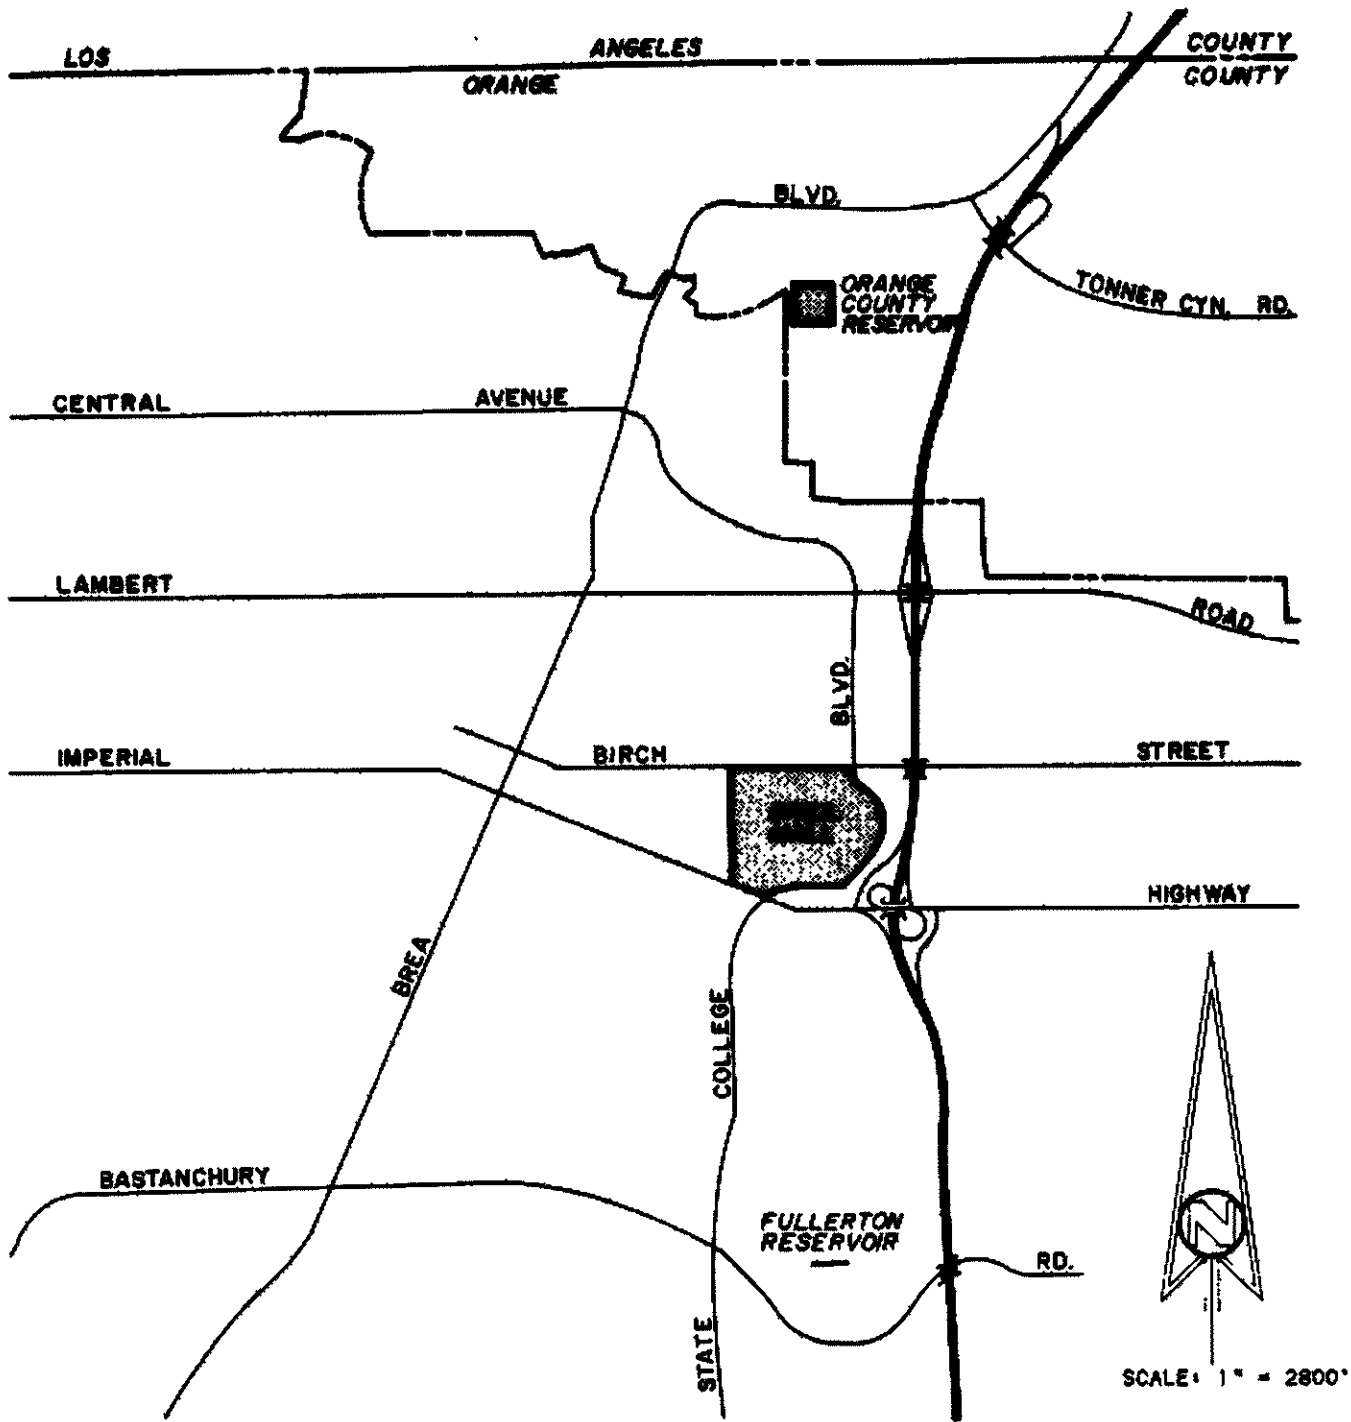 LOS ANGELES COUNTY
ORANGE COUNTY
BLVD.
ORANGE
COUNTY
RESERVOIR
TONNER CYN. RD.
CENTRAL AVENUE
LAMBERT ROAD
BLVD.
IMPERIAL
BIRCH STREET
HIGHWAY
BREA
COLLEGE
BASTANCHURY
FULLERTON
RESERVOIR
RD.
STATE
N
SCALE: 1" = 2800'